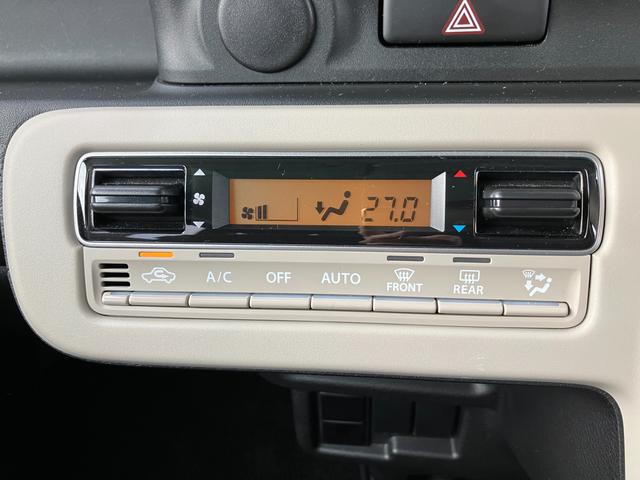 27.0
A/C OFF AUTO FRONT REAR